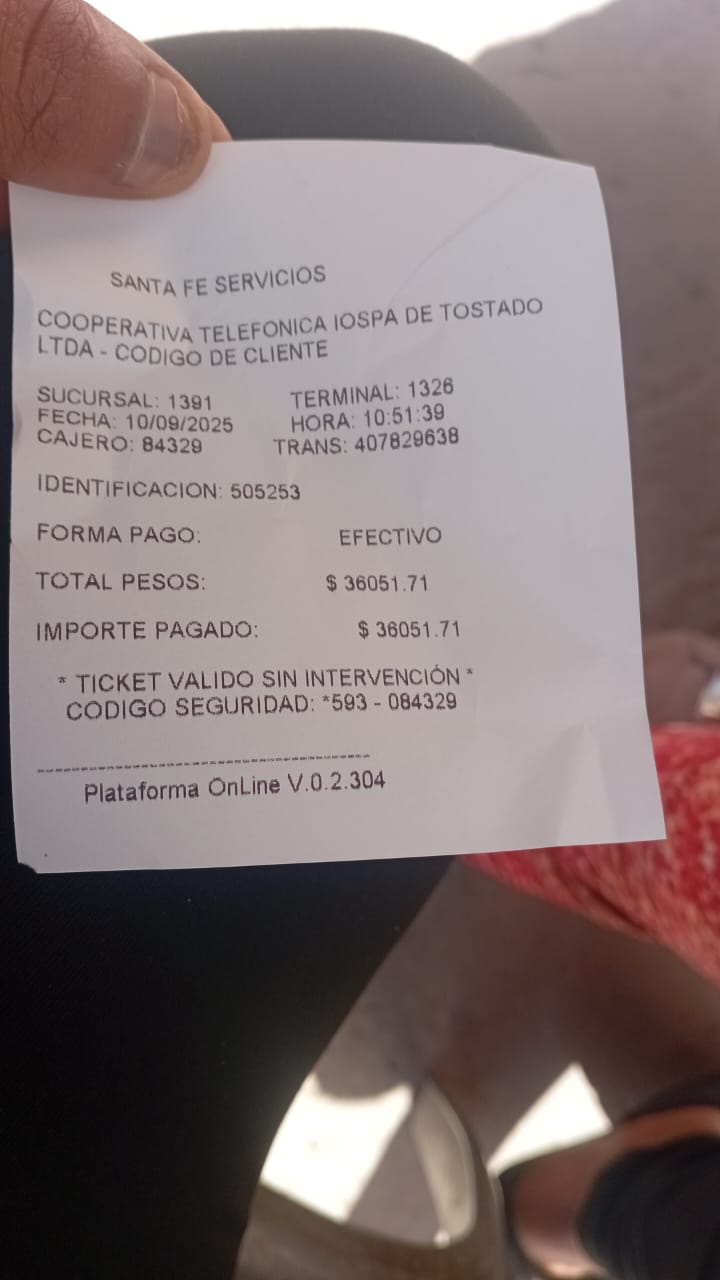 SANTA FE SERVICIOS
COOPERATIVA TELEFONICA IOSPA DE TOSTADO
LTDA - CODIGO DE CLIENTE
SUCURSAL: 1391 TERMINAL: 1326
FECHA: 10/09/2025 HORA: 10:51:39
CAJERO: 84329 TRANS: 407829638
IDENTIFICACION: 505253
FORMA PAGO: EFECTIVO
TOTAL PESOS: $ 36051.71
IMPORTE PAGADO: $ 36051.71
* TICKET VALIDO SIN INTERVENCIÓN *
CODIGO SEGURIDAD: *593 - 084329
Plataforma OnLine V.0.2.304